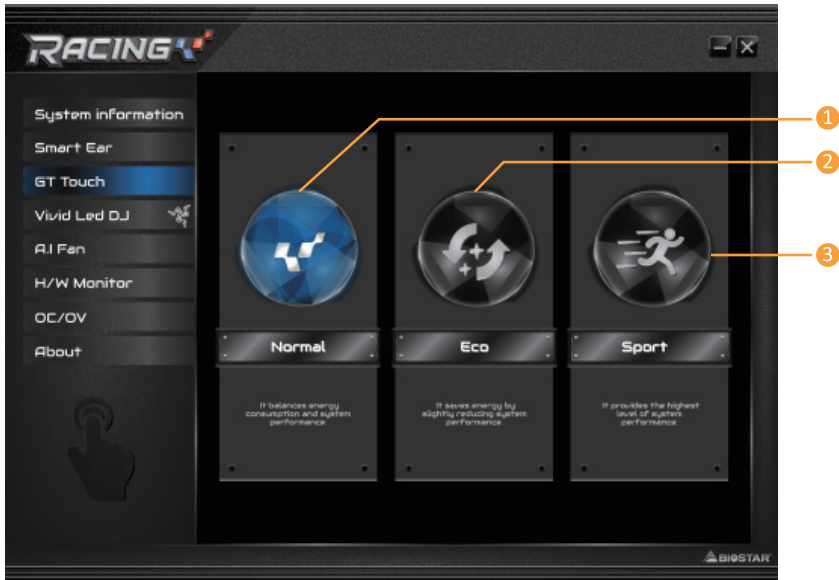 RACING
System information
Smart Ear
GT Touch
Vivid Led DJ
A.I Fan
H/W Monitor
OC/OV
About
Normal
It balances energy
consumption and system
performance.
Eco
It saves energy by
slightly reducing system
performance.
Sport
It provides the highest
level of system
performance.
1
2
3
BIOSTAR